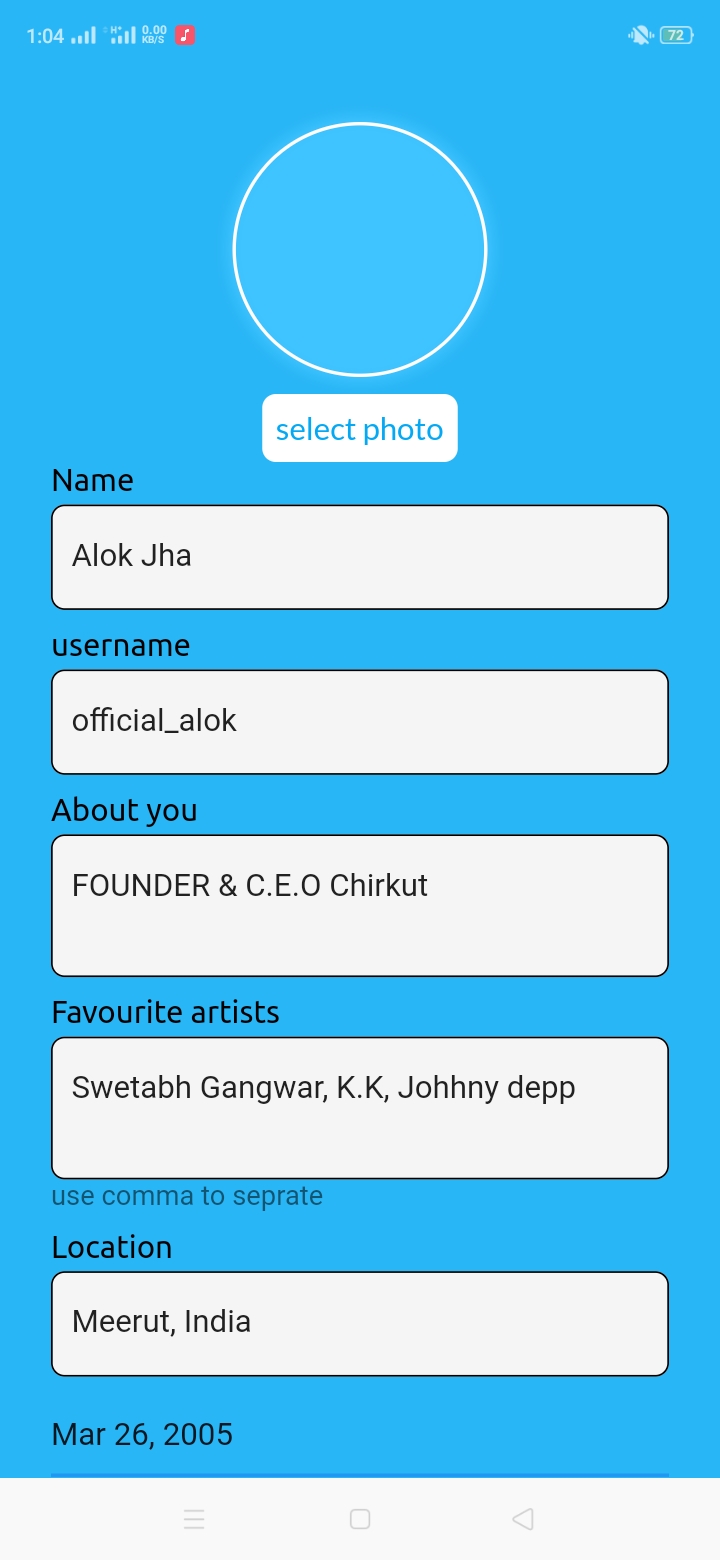 1:04 H+ 0.00 KB/S 72
select photo
Name
Alok Jha
username
official_alok
About you
FOUNDER & C.E.O Chirkut
Favourite artists
Swetabh Gangwar, K.K, Johhny depp
use comma to seprate
Location
Meerut, India
Mar 26, 2005